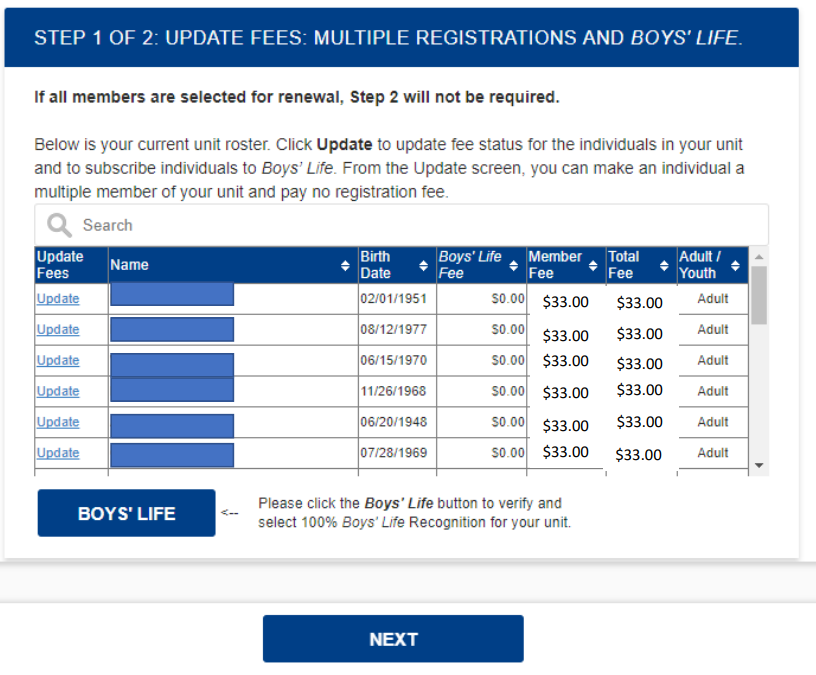 STEP 1 OF 2: UPDATE FEES: MULTIPLE REGISTRATIONS AND BOYS' LIFE.
If all members are selected for renewal, Step 2 will not be required.
Below is your current unit roster. Click Update to update fee status for the individuals in your unit
and to subscribe individuals to Boys' Life. From the Update screen, you can make an individual a
multiple member of your unit and pay no registration fee.
Search
Update Fees Name Birth Date Boys' Life Fee Member Fee Total Fee Adult / Youth
Update 02/01/1951 $0.00 $33.00 $33.00 Adult
Update 08/12/1977 $0.00 $33.00 $33.00 Adult
Update 06/15/1970 $0.00 $33.00 $33.00 Adult
Update 11/26/1968 $0.00 $33.00 $33.00 Adult
Update 06/20/1948 $0.00 $33.00 $33.00 Adult
Update 07/28/1969 $0.00 $33.00 $33.00 Adult
BOYS' LIFE <-- Please click the Boys' Life button to verify and
select 100% Boys' Life Recognition for your unit.
NEXT